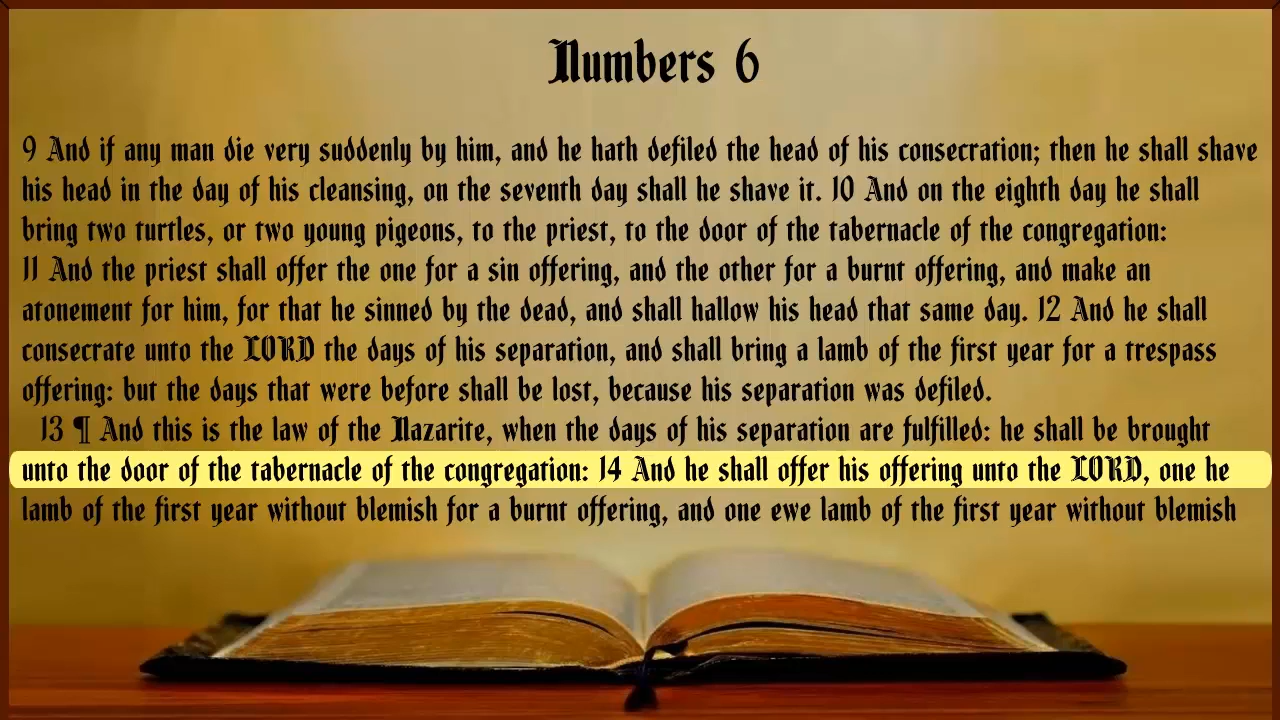 Numbers 6
9 And if any man die very suddenly by him, and he hath defiled the head of his consecration; then he shall shave
his head in the day of his cleansing, on the seventh day shall he shave it. 10 And on the eighth day he shall
bring two turtles, or two young pigeons, to the priest, to the door of the tabernacle of the congregation:
11 And the priest shall offer the one for a sin offering, and the other for a burnt offering, and make an
atonement for him, for that he sinned by the dead, and shall hallow his head that same day. 12 And he shall
consecrate unto the LORD the days of his separation, and shall bring a lamb of the first year for a trespass
offering: but the days that were before shall be lost, because his separation was defiled.
13 ¶ And this is the law of the Nazarite, when the days of his separation are fulfilled: he shall be brought
unto the door of the tabernacle of the congregation: 14 And he shall offer his offering unto the LORD, one he
lamb of the first year without blemish for a burnt offering, and one ewe lamb of the first year without blemish